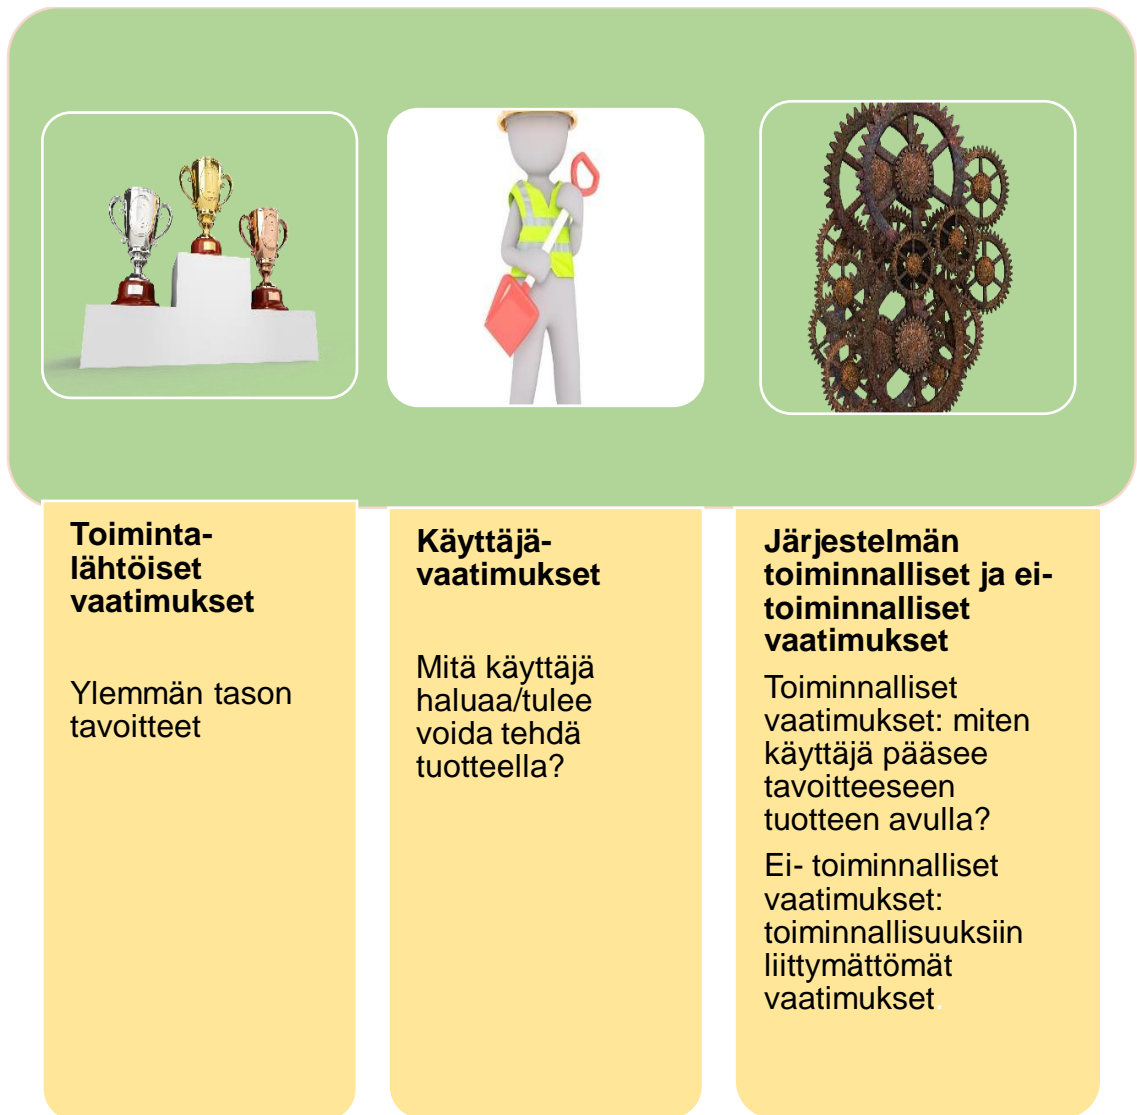 Toiminta-
lähtöiset
vaatimukset
Ylemmän tason
tavoitteet
Käyttäjä-
vaatimukset
Mitä käyttäjä
haluaa/tulee
voida tehdä
tuotteella?
Järjestelmän
toiminnalliset ja ei-
toiminnalliset
vaatimukset
Toiminnalliset
vaatimukset: miten
käyttäjä pääsee
tavoitteeseen
tuotteen avulla?
Ei- toiminnalliset
vaatimukset:
toiminnallisuuksiin
liittymättömät
vaatimukset.